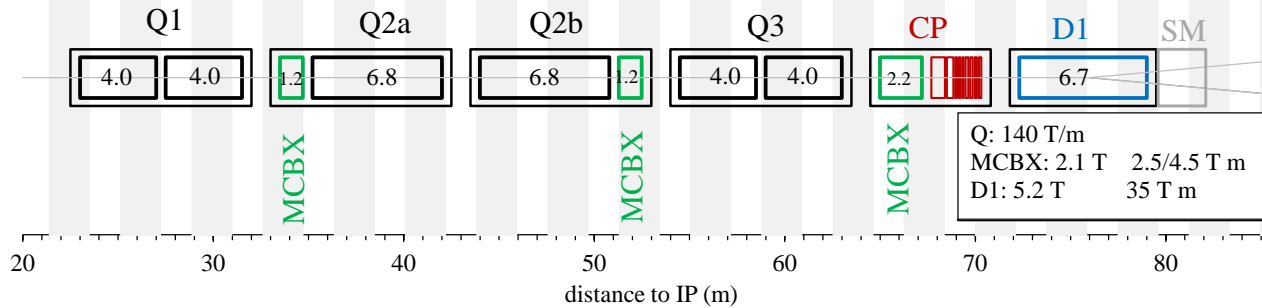 Q1 Q2a Q2b Q3 CP D1 SM
4.0 4.0 1.2 6.8 6.8 1.2 4.0 4.0 2.2 6.7
MCBX MCBX MCBX
Q: 140 T/m
MCBX: 2.1 T 2.5/4.5 T m
D1: 5.2 T 35 T m
20 30 40 50 60 70 80
distance to IP (m)